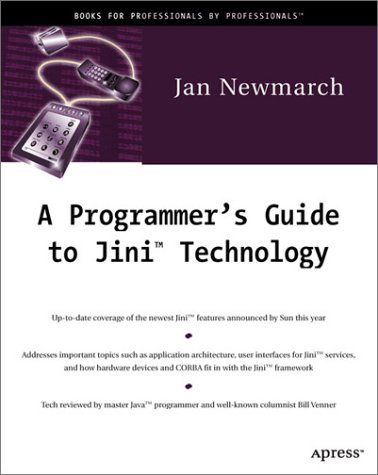 BOOKS FOR PROFESSIONALS BY PROFESSIONALS™
Jan Newmarch
A Programmer's Guide
to Jini™ Technology
Up-to-date coverage of the newest Jini™ features announced by Sun this year
Addresses important topics such as application architecture, user interfaces for Jini™ services,
and how hardware devices and CORBA fit in with the Jini™ framework
Tech reviewed by master Java™ programmer and well-known columnist Bill Venner
Apress™